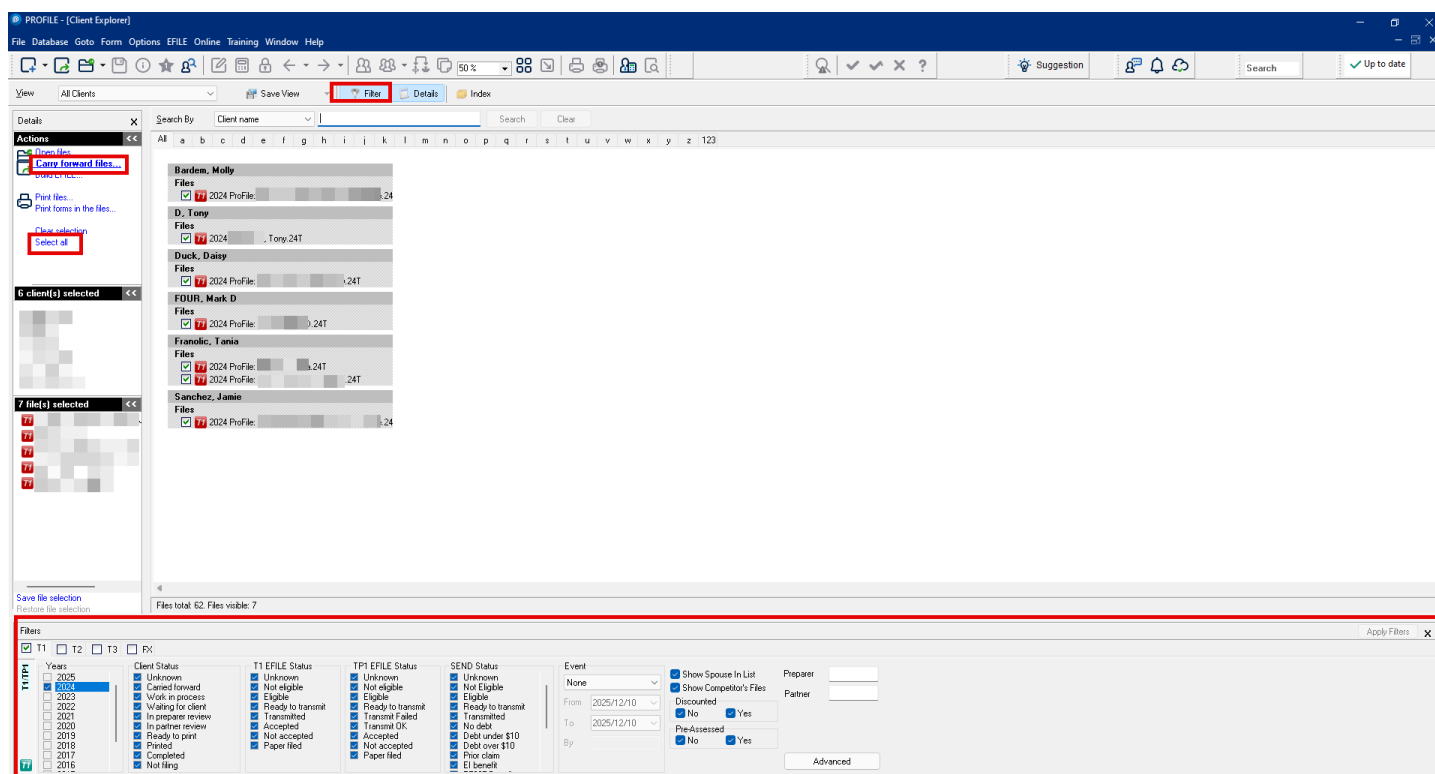 PROFILE - [Client Explorer]
File Database Goto Form Options EFILE Online Training Window Help
50 %
Suggestion
Search
Up to date
View All Clients Save View Filter Details Index
Details
Search By Client name Search Clear
Actions
All a b c d e f g h i j k l m n o p q r s t u v w x y z 123
Open files
Carry forward files...
Build EFILE...
Print files...
Print forms in the files...
Clear selection
Select all
6 client(s) selected
7 file(s) selected
Save file selection
Restore file selection
Bardem, Molly
Files
2024 ProFile: .24
D, Tony
Files
2024 , Tony.24T
Duck, Daisy
Files
2024 ProFile: .24T
FOUR, Mark D
Files
2024 ProFile: .24T
Franolic, Tania
Files
2024 ProFile: .24T
2024 ProFile: .24T
Sanchez, Jamie
Files
2024 ProFile: .24
Files total: 62. Files visible: 7
Filters
Apply Filters
T1 T2 T3 FX
T1/TP1
Years
2025
2024
2023
2022
2021
2020
2019
2018
2017
2016
Client Status
Unknown
Carried forward
Work in process
Waiting for client
In preparer review
In partner review
Ready to print
Printed
Completed
Not filing
T1 EFILE Status
Unknown
Not eligible
Eligible
Ready to transmit
Transmitted
Accepted
Not accepted
Paper filed
TP1 EFILE Status
Unknown
Not eligible
Eligible
Ready to transmit
Transmit Failed
Transmit OK
Accepted
Not accepted
Paper filed
SEND Status
Unknown
Not Eligible
Eligible
Ready to transmit
Transmitted
No debt
Debt under $10
Debt over $10
Prior claim
EI benefit
Event
None
From 2025/12/10
To 2025/12/10
By
Show Spouse In List
Show Competitor's Files
Discounted
No Yes
Pre-Assessed
No Yes
Preparer
Partner
Advanced